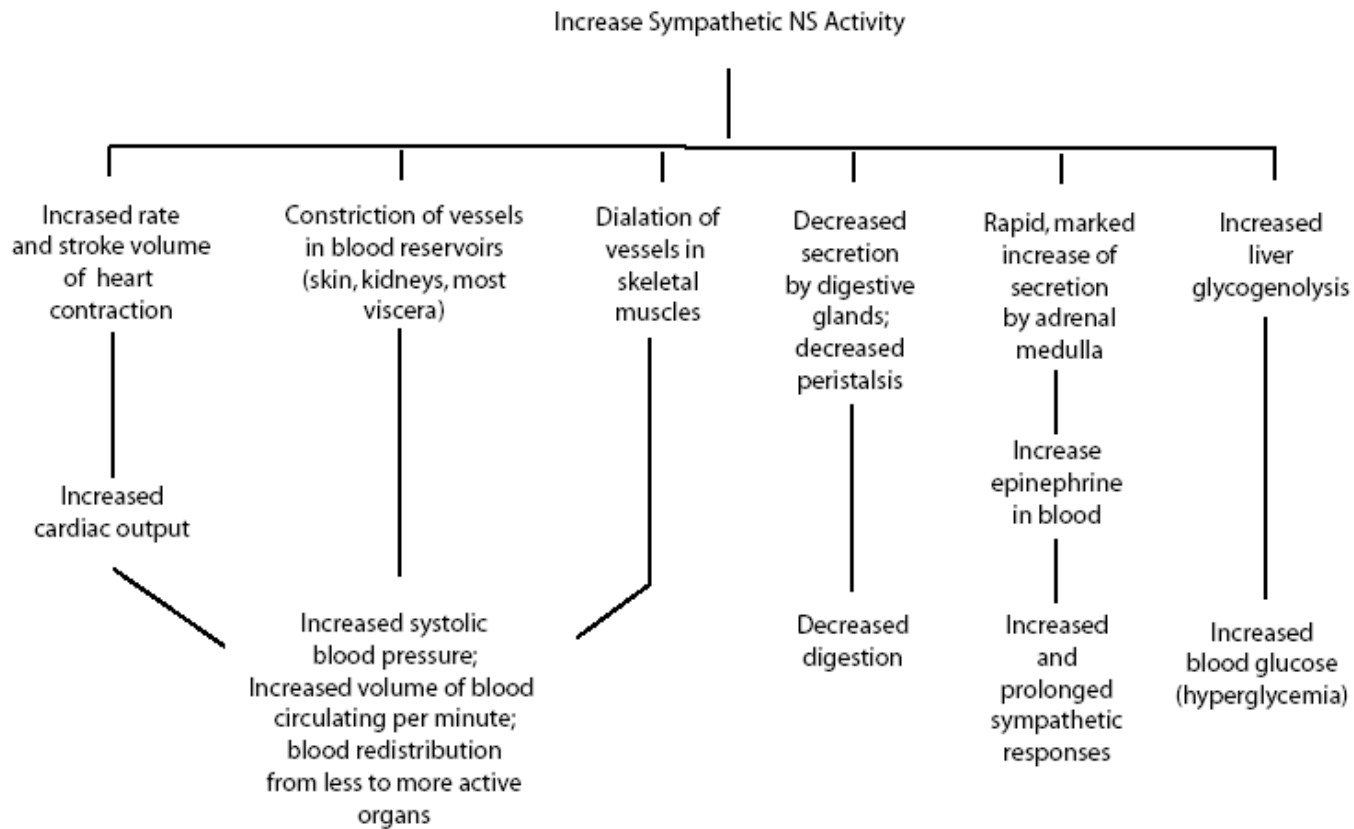 Increase Sympathetic NS Activity
Incrased rate
and stroke volume
of heart
contraction
Constriction of vessels
in blood reservoirs
(skin, kidneys, most
viscera)
Dialation of
vessels in
skeletal
muscles
Decreased
secretion
by digestive
glands;
decreased
peristalsis
Rapid, marked
increase of
secretion
by adrenal
medulla
Increased
liver
glycogenolysis
Increased
cardiac output
Increase
epinephrine
in blood
Increased systolic
blood pressure;
Increased volume of blood
circulating per minute;
blood redistribution
from less to more active
organs
Decreased
digestion
Increased
and
prolonged
sympathetic
responses
Increased
blood glucose
(hyperglycemia)